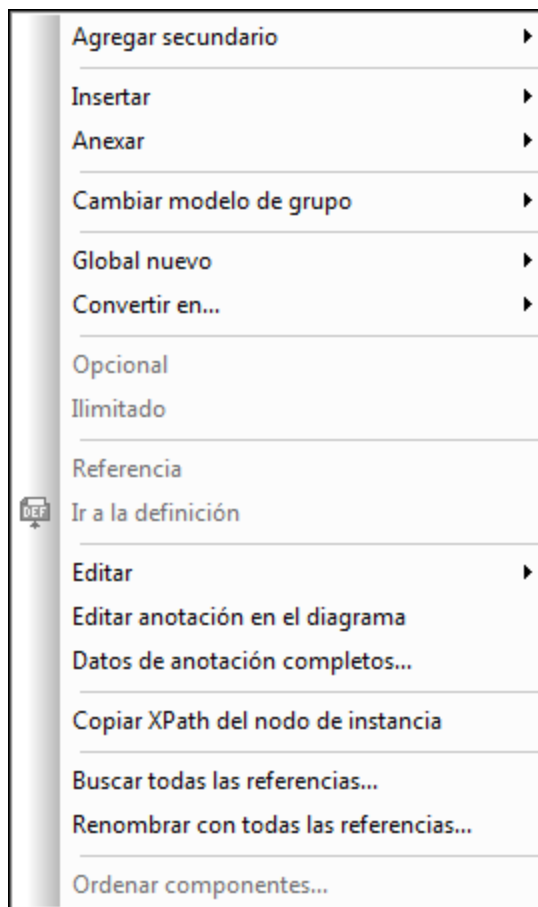 Agregar secundario
Insertar
Anexar
Cambiar modelo de grupo
Global nuevo
Convertir en...
Opcional
Ilimitado
Referencia
DEF Ir a la definición
Editar
Editar anotación en el diagrama
Datos de anotación completos...
Copiar XPath del nodo de instancia
Buscar todas las referencias...
Renombrar con todas las referencias...
Ordenar componentes...